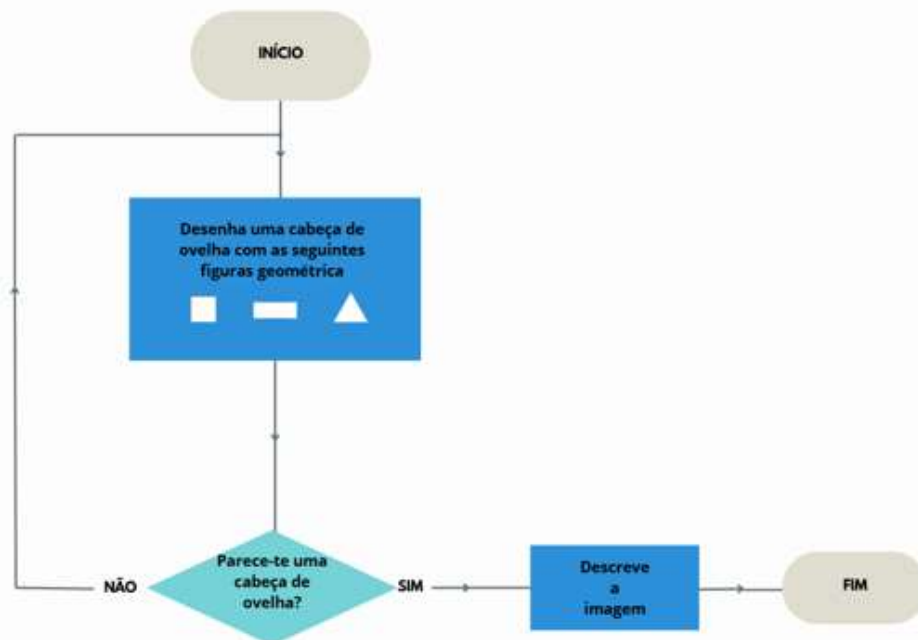 INÍCIO
Desenha uma cabeça de
ovelha com as seguintes
figuras geométrica
Parece-te uma
cabeça de
ovelha?
NÃO
SIM
Descreve
a
imagem
FIM